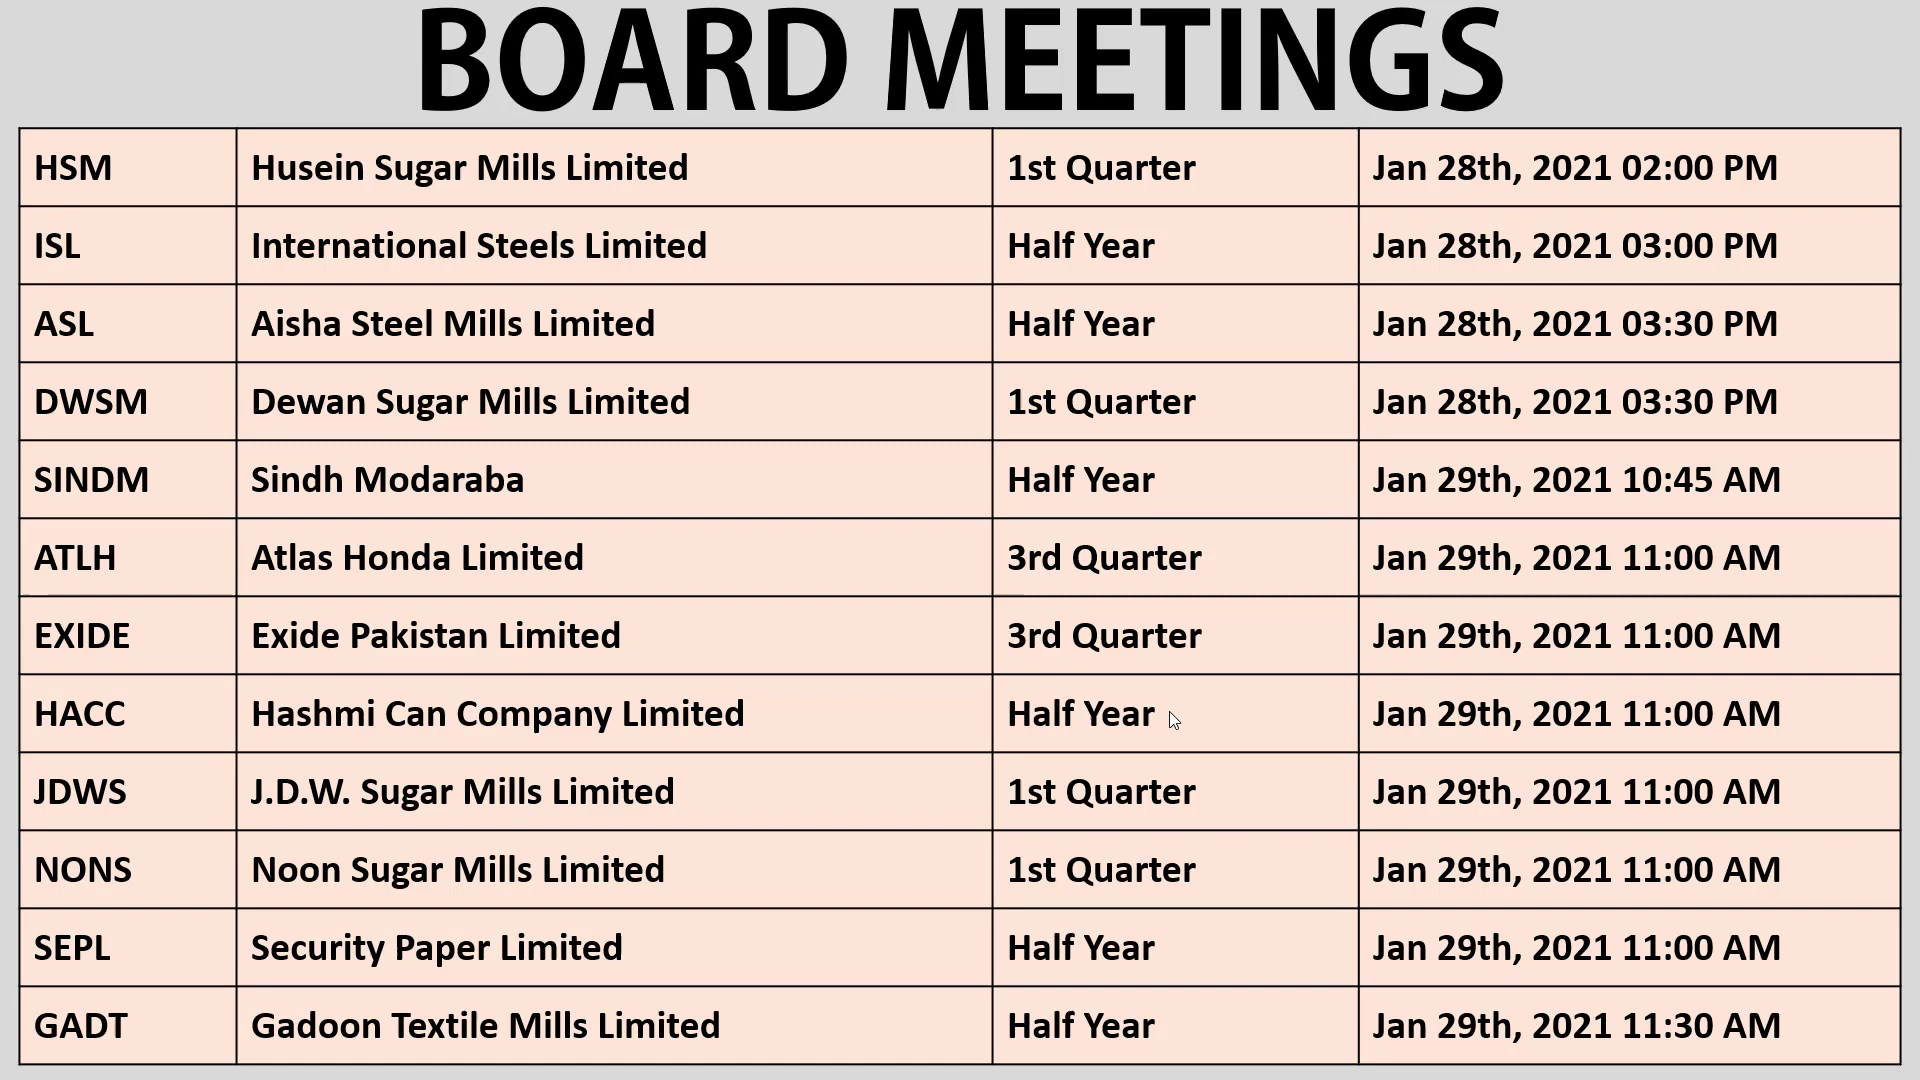 BOARD MEETINGS
HSM Husein Sugar Mills Limited 1st Quarter Jan 28th, 2021 02:00 PM
ISL International Steels Limited Half Year Jan 28th, 2021 03:00 PM
ASL Aisha Steel Mills Limited Half Year Jan 28th, 2021 03:30 PM
DWSM Dewan Sugar Mills Limited 1st Quarter Jan 28th, 2021 03:30 PM
SINDM Sindh Modaraba Half Year Jan 29th, 2021 10:45 AM
ATLH Atlas Honda Limited 3rd Quarter Jan 29th, 2021 11:00 AM
EXIDE Exide Pakistan Limited 3rd Quarter Jan 29th, 2021 11:00 AM
HACC Hashmi Can Company Limited Half Year Jan 29th, 2021 11:00 AM
JDWS J.D.W. Sugar Mills Limited 1st Quarter Jan 29th, 2021 11:00 AM
NONS Noon Sugar Mills Limited 1st Quarter Jan 29th, 2021 11:00 AM
SEPL Security Paper Limited Half Year Jan 29th, 2021 11:00 AM
GADT Gadoon Textile Mills Limited Half Year Jan 29th, 2021 11:30 AM